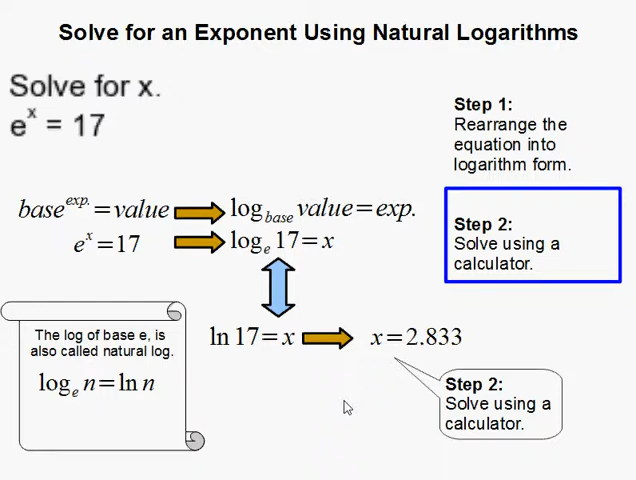 Solve for an Exponent Using Natural Logarithms
Solve for x.
e^x = 17
Step 1:
Rearrange the
equation into
logarithm form.
base^exp. = value
log_base value = exp.
e^x = 17
log_e 17 = x
Step 2:
Solve using a
calculator.
ln 17 = x
x = 2.833
The log of base e, is
also called natural log.
log_e n = ln n
Step 2:
Solve using a
calculator.